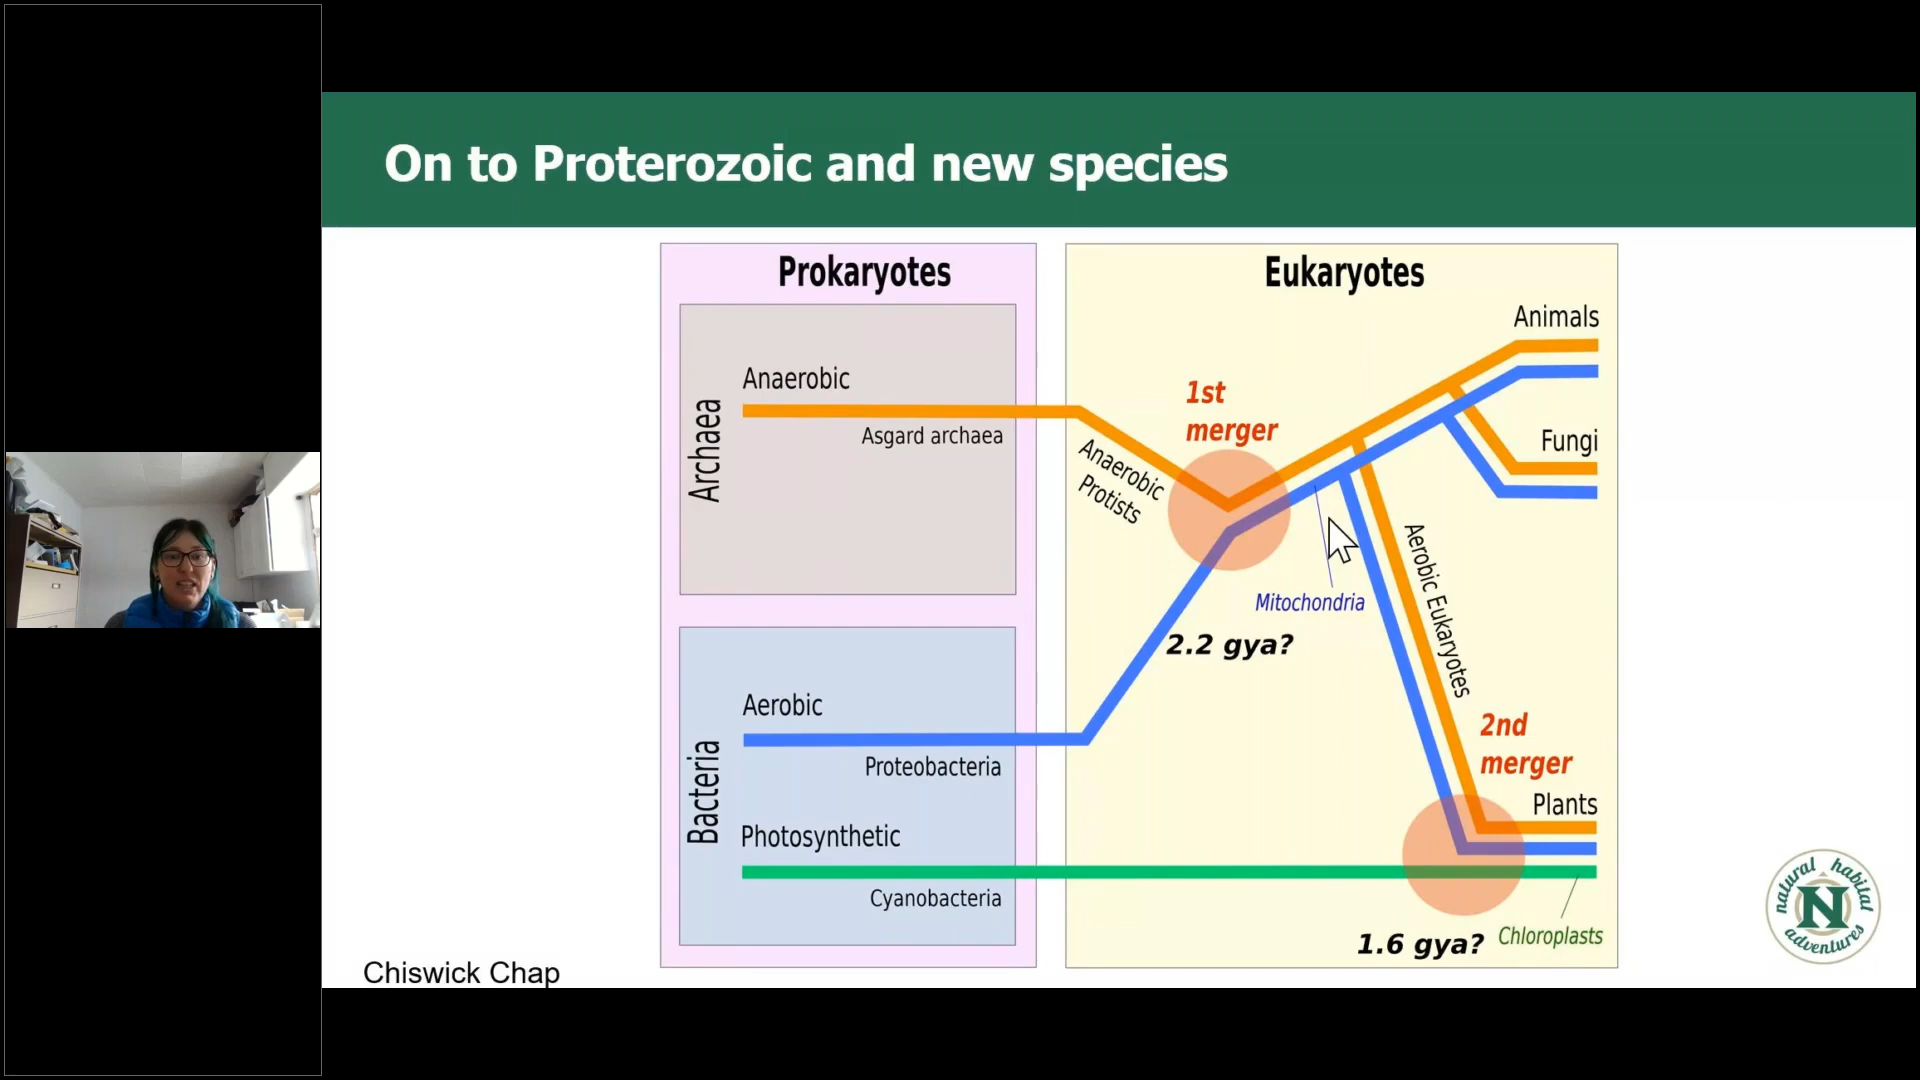 On to Proterozoic and new species
Prokaryotes
Eukaryotes
Archaea
Anaerobic
Asgard archaea
Bacteria
Aerobic
Proteobacteria
Photosynthetic
Cyanobacteria
Anaerobic
Protists
1st
merger
Mitochondria
2.2 gya?
Animals
Fungi
Aerobic Eukaryotes
2nd
merger
Plants
Chloroplasts
1.6 gya?
Chiswick Chap
natural habitat
N
adventures